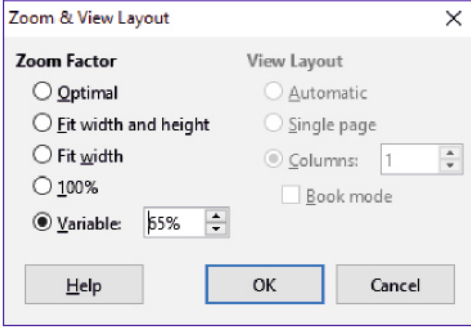 Zoom & View Layout
Zoom Factor
Optimal
Fit width and height
Fit width
100%
Variable: 65%
View Layout
Automatic
Single page
Columns: 1
Book mode
Help OK Cancel